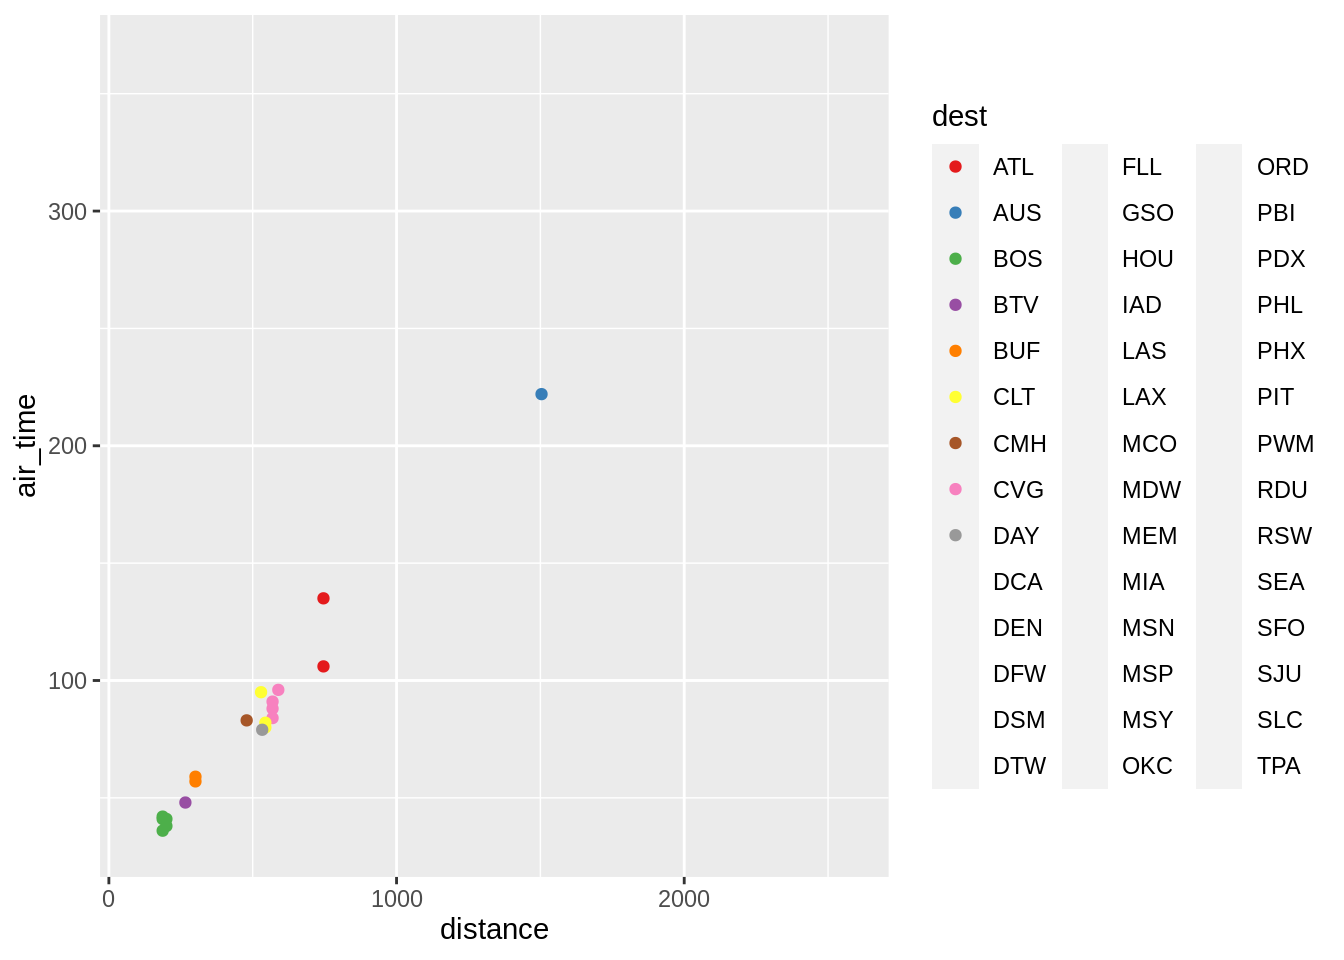 300
200
100
air_time
0 1000 2000
distance
dest
ATL FLL ORD
AUS GSO PBI
BOS HOU PDX
BTV IAD PHL
BUF LAS PHX
CLT LAX PIT
CMH MCO PWM
CVG MDW RDU
DAY MEM RSW
DCA MIA SEA
DEN MSN SFO
DFW MSP SJU
DSM MSY SLC
DTW OKC TPA